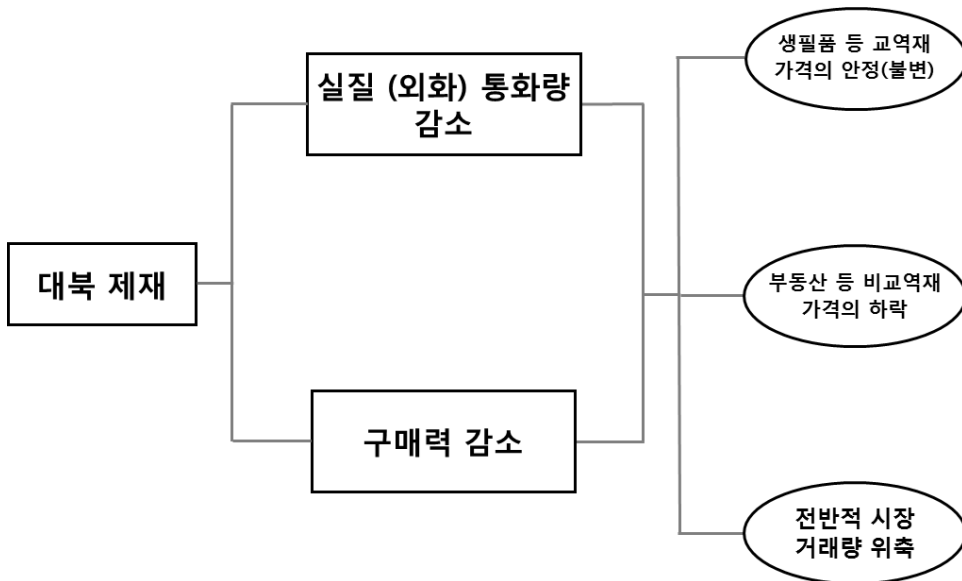 대북 제재
실질 (외화) 통화량
감소
구매력 감소
생필품 등 교역재
가격의 안정(불변)
부동산 등 비교역재
가격의 하락
전반적 시장
거래량 위축